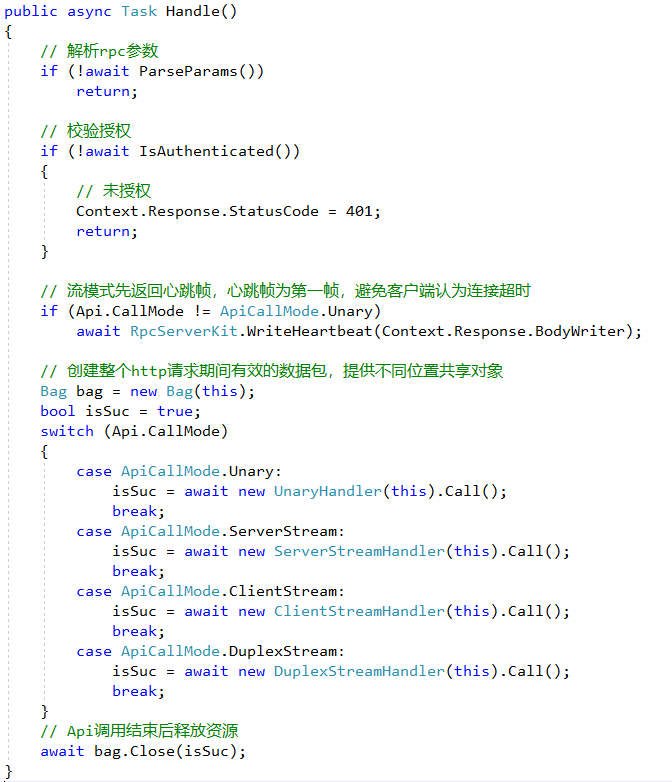 public async Task Handle()
{
    // 解析rpc参数
    if (!await ParseParams())
        return;

    // 校验授权
    if (!await IsAuthenticated())
    {
        // 未授权
        Context.Response.StatusCode = 401;
        return;
    }

    // 流模式先返回心跳帧，心跳帧为第一帧，避免客户端认为连接超时
    if (Api.CallMode != ApiCallMode.Unary)
        await RpcServerKit.WriteHeartbeat(Context.Response.BodyWriter);

    // 创建整个http请求期间有效的数据包，提供不同位置共享对象
    Bag bag = new Bag(this);
    bool isSuc = true;
    switch (Api.CallMode)
    {
        case ApiCallMode.Unary:
            isSuc = await new UnaryHandler(this).Call();
            break;
        case ApiCallMode.ServerStream:
            isSuc = await new ServerStreamHandler(this).Call();
            break;
        case ApiCallMode.ClientStream:
            isSuc = await new ClientStreamHandler(this).Call();
            break;
        case ApiCallMode.DuplexStream:
            isSuc = await new DuplexStreamHandler(this).Call();
            break;
    }
    // Api调用结束后释放资源
    await bag.Close(isSuc);
}